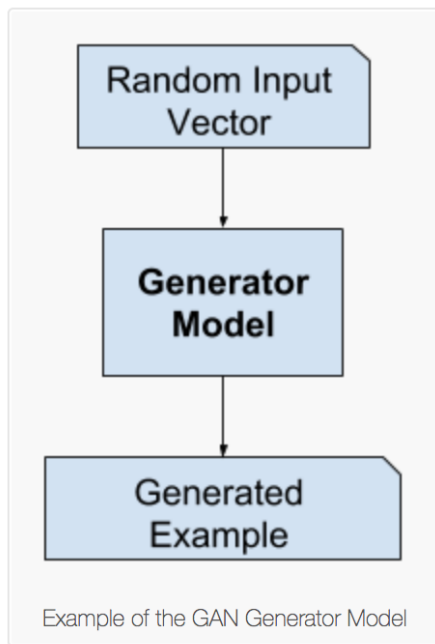 Random Input
Vector
Generator
Model
Generated
Example
Example of the GAN Generator Model